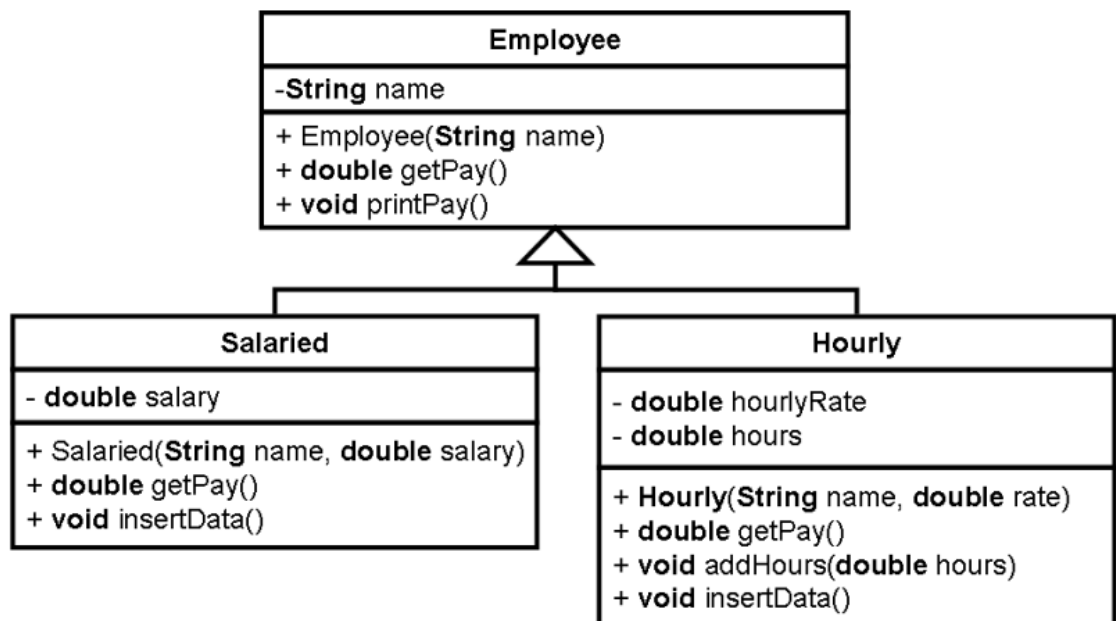 Employee
-String name
+ Employee(String name)
+ double getPay()
+ void printPay()
Salaried
- double salary
+ Salaried(String name, double salary)
+ double getPay()
+ void insertData()
Hourly
- double hourlyRate
- double hours
+ Hourly(String name, double rate)
+ double getPay()
+ void addHours(double hours)
+ void insertData()